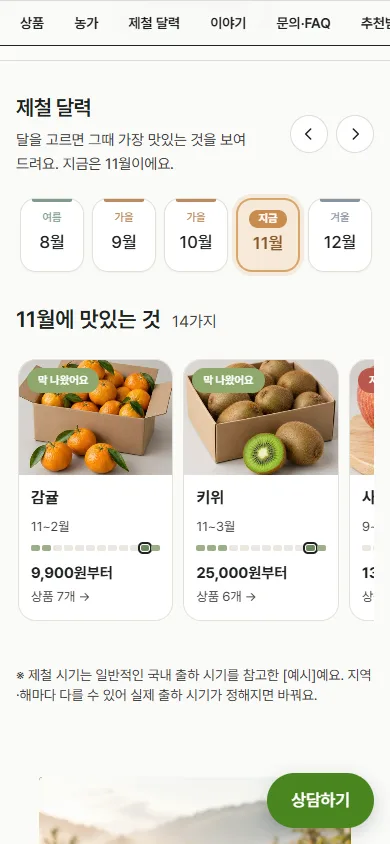 상품 농가 제철 달력 이야기 문의·FAQ
제철 달력
달을 고르면 그때 가장 맛있는 것을 보여
드려요. 지금은 11월이에요.
여름 가을 가을 지금 겨울
8월 9월 10월 11월 12월
11월에 맛있는 것 14가지
막 나왔어요 막 나왔어요
감귤 키위
11~2월 11~3월 9~
9,900원부터 25,000원부터 13
상품 7개 → 상품 6개 →
※ 제철 시기는 일반적인 국내 출하 시기를 참고한 [예시]예요. 지역
·해마다 다를 수 있어 실제 출하 시기가 정해지면 바꿔요.
상담하기